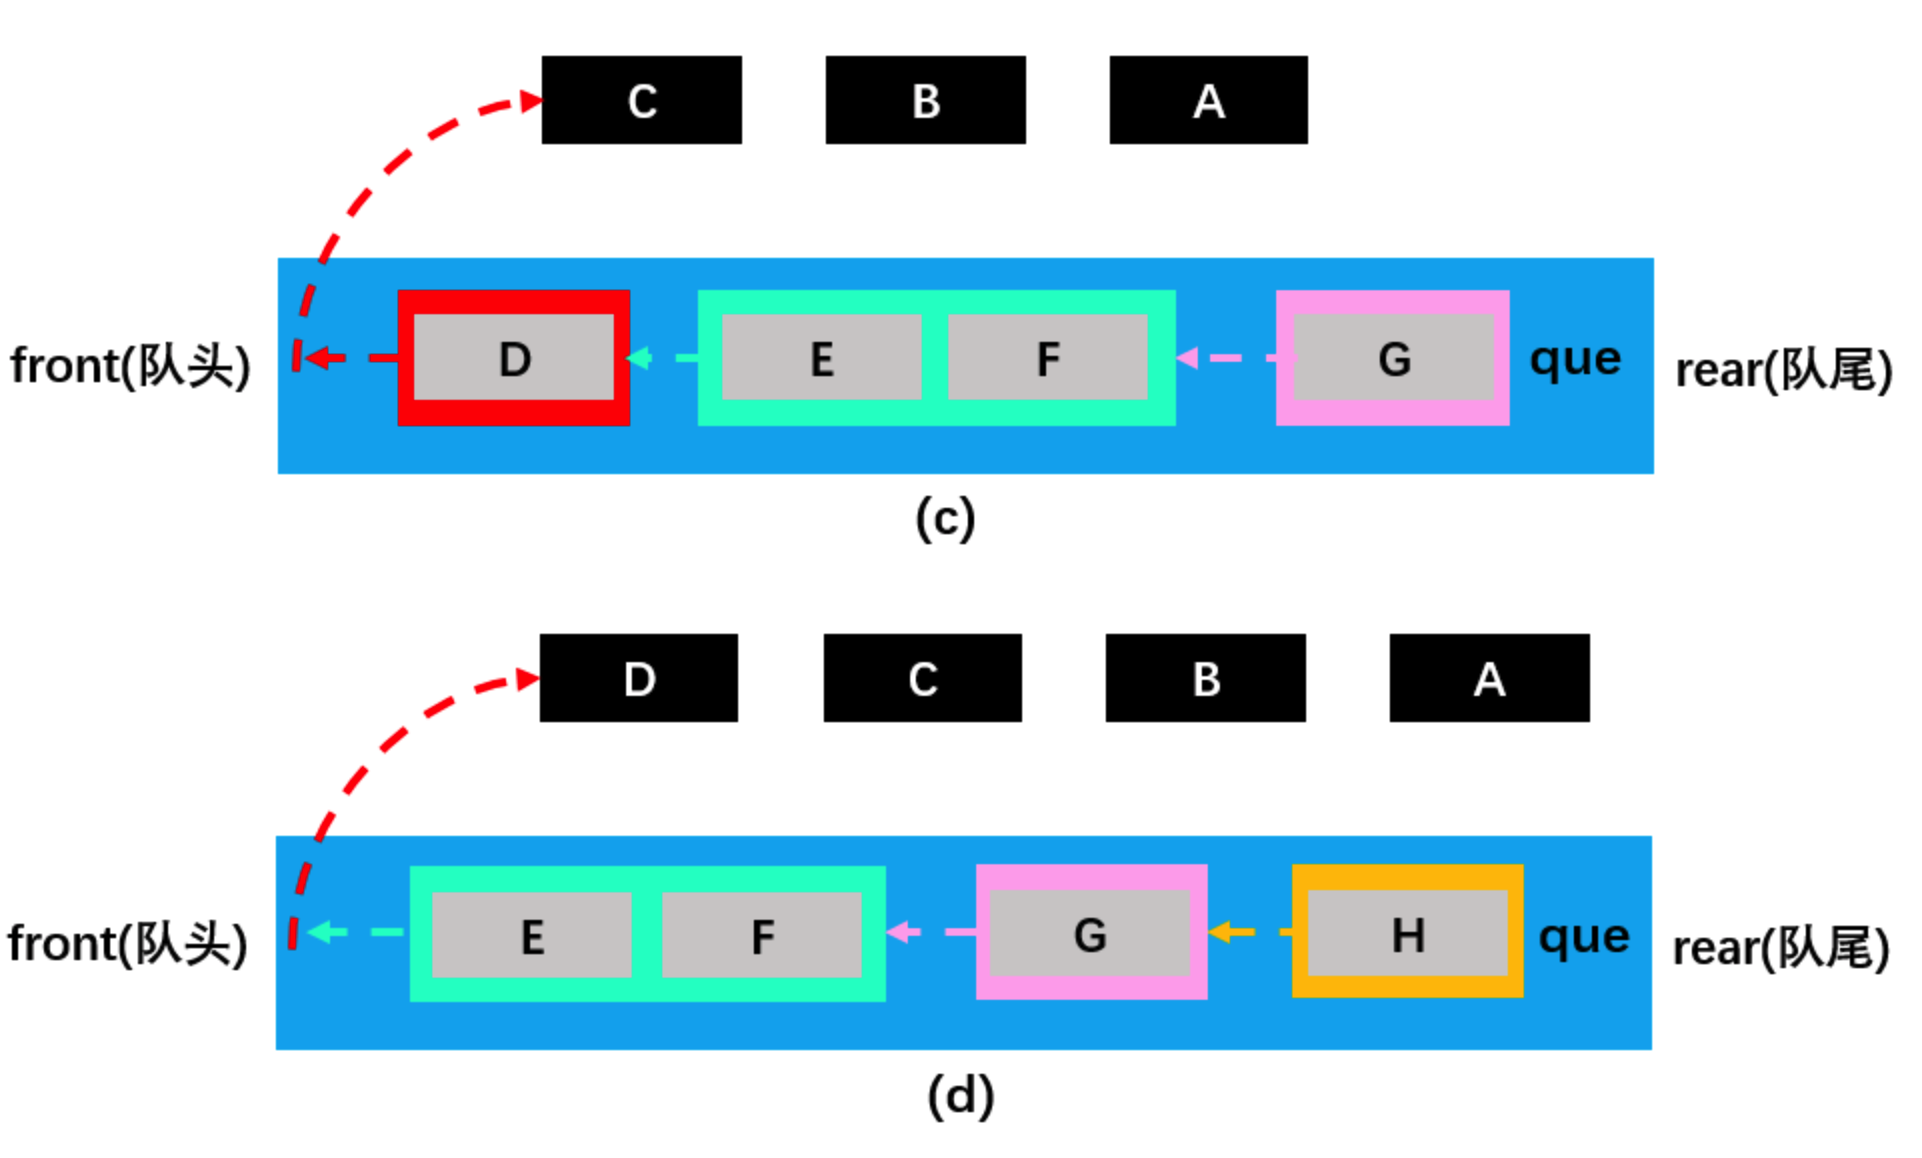 C B A
front(队头) D E F G que rear(队尾)
(c)
D C B A
front(队头) E F G H que rear(队尾)
(d)